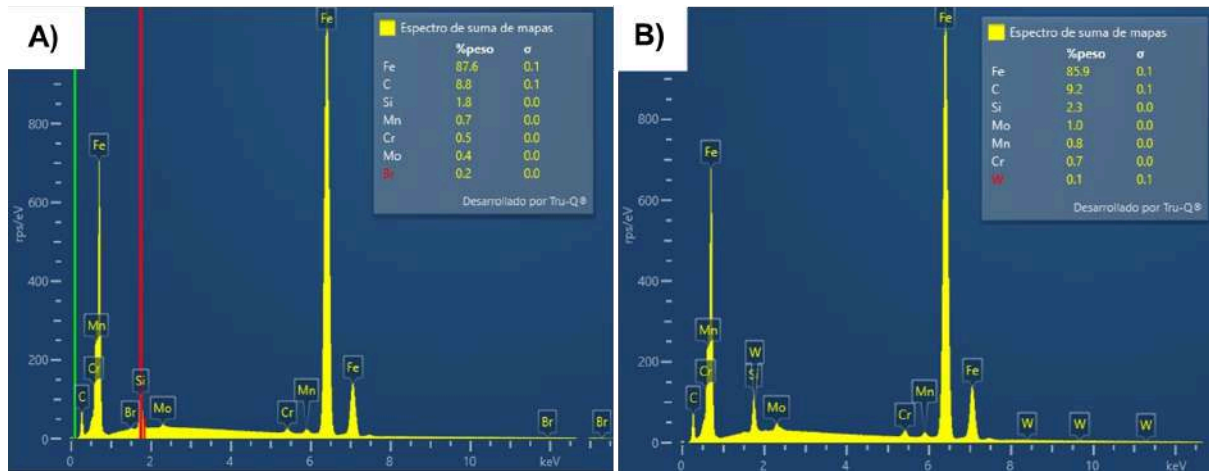 A)
Espectro de suma de mapas
%peso σ
Fe 87.6 0.1
C 8.8 0.1
Si 1.8 0.0
Mn 0.7 0.0
Cr 0.5 0.0
Mo 0.4 0.0
Br 0.2 0.0
Desarrollado por Tru-Q®
Fe
Fe
Mn
Cr
C
Br
Si
Mo
Cr
Mn
Fe
Br
Br
rps/eV
800
600
400
200
0
0 2 4 6 8 10 keV
B)
Espectro de suma de mapas
%peso σ
Fe 85.9 0.1
C 9.2 0.1
Si 2.3 0.0
Mo 1.0 0.0
Mn 0.8 0.0
Cr 0.7 0.0
W 0.1 0.1
Desarrollado por Tru-Q®
Fe
Fe
Mn
Cr
C
W
Mo
Cr
Mn
Fe
W
W
W
rps/eV
800
600
400
200
0
0 2 4 6 8 10 keV